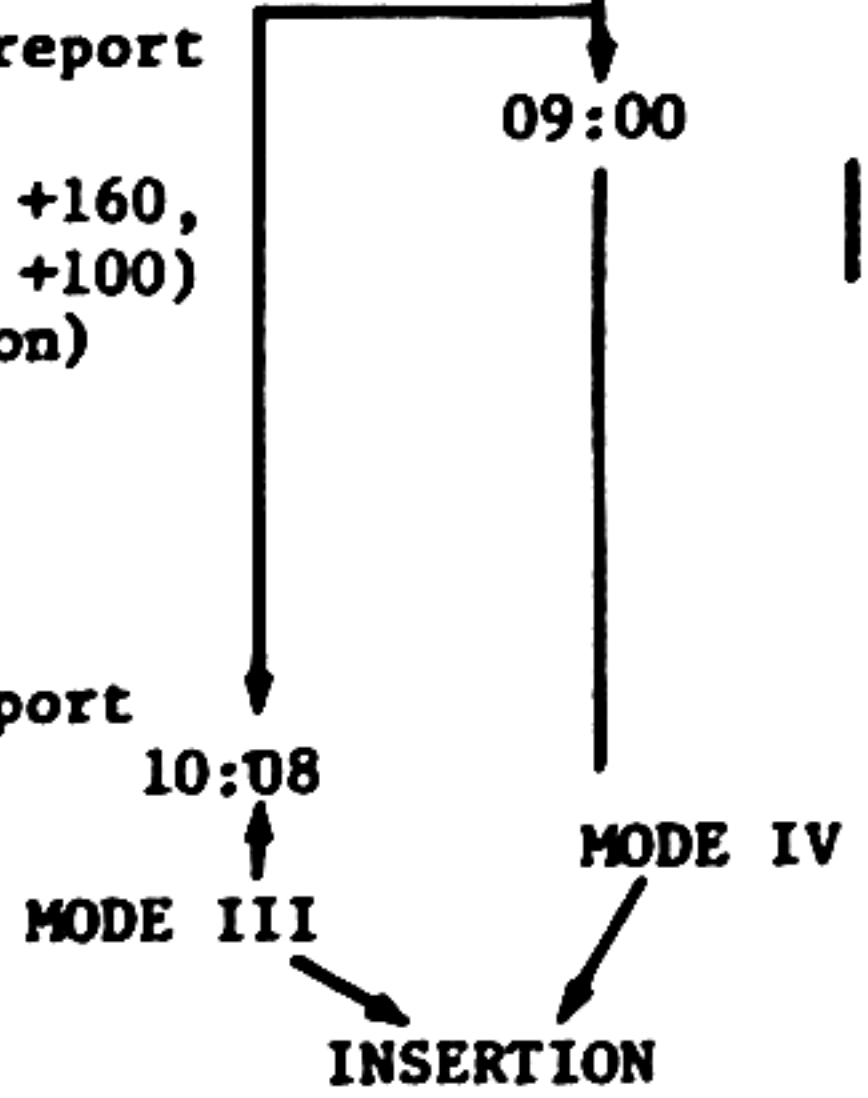 report
09:00
+160,
+100)
on)
port
10:08
MODE IV
MODE III
INSERTION